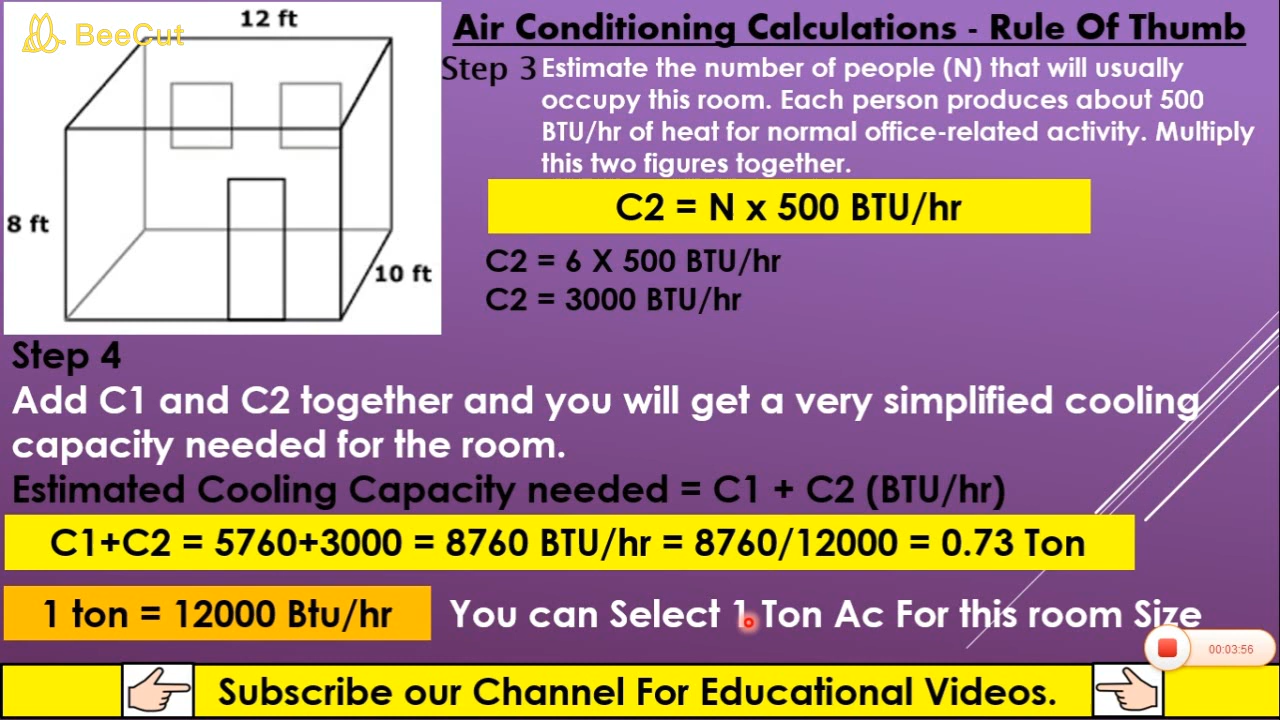 BeeCut
12 ft
8 ft
10 ft
Air Conditioning Calculations - Rule Of Thumb
Step 3 Estimate the number of people (N) that will usually
occupy this room. Each person produces about 500
BTU/hr of heat for normal office-related activity. Multiply
this two figures together.
C2 = N x 500 BTU/hr
C2 = 6 X 500 BTU/hr
C2 = 3000 BTU/hr
Step 4
Add C1 and C2 together and you will get a very simplified cooling
capacity needed for the room.
Estimated Cooling Capacity needed = C1 + C2 (BTU/hr)
C1+C2 = 5760+3000 = 8760 BTU/hr = 8760/12000 = 0.73 Ton
1 ton = 12000 Btu/hr
You can Select 1 Ton Ac For this room Size
00:03:56
Subscribe our Channel For Educational Videos.